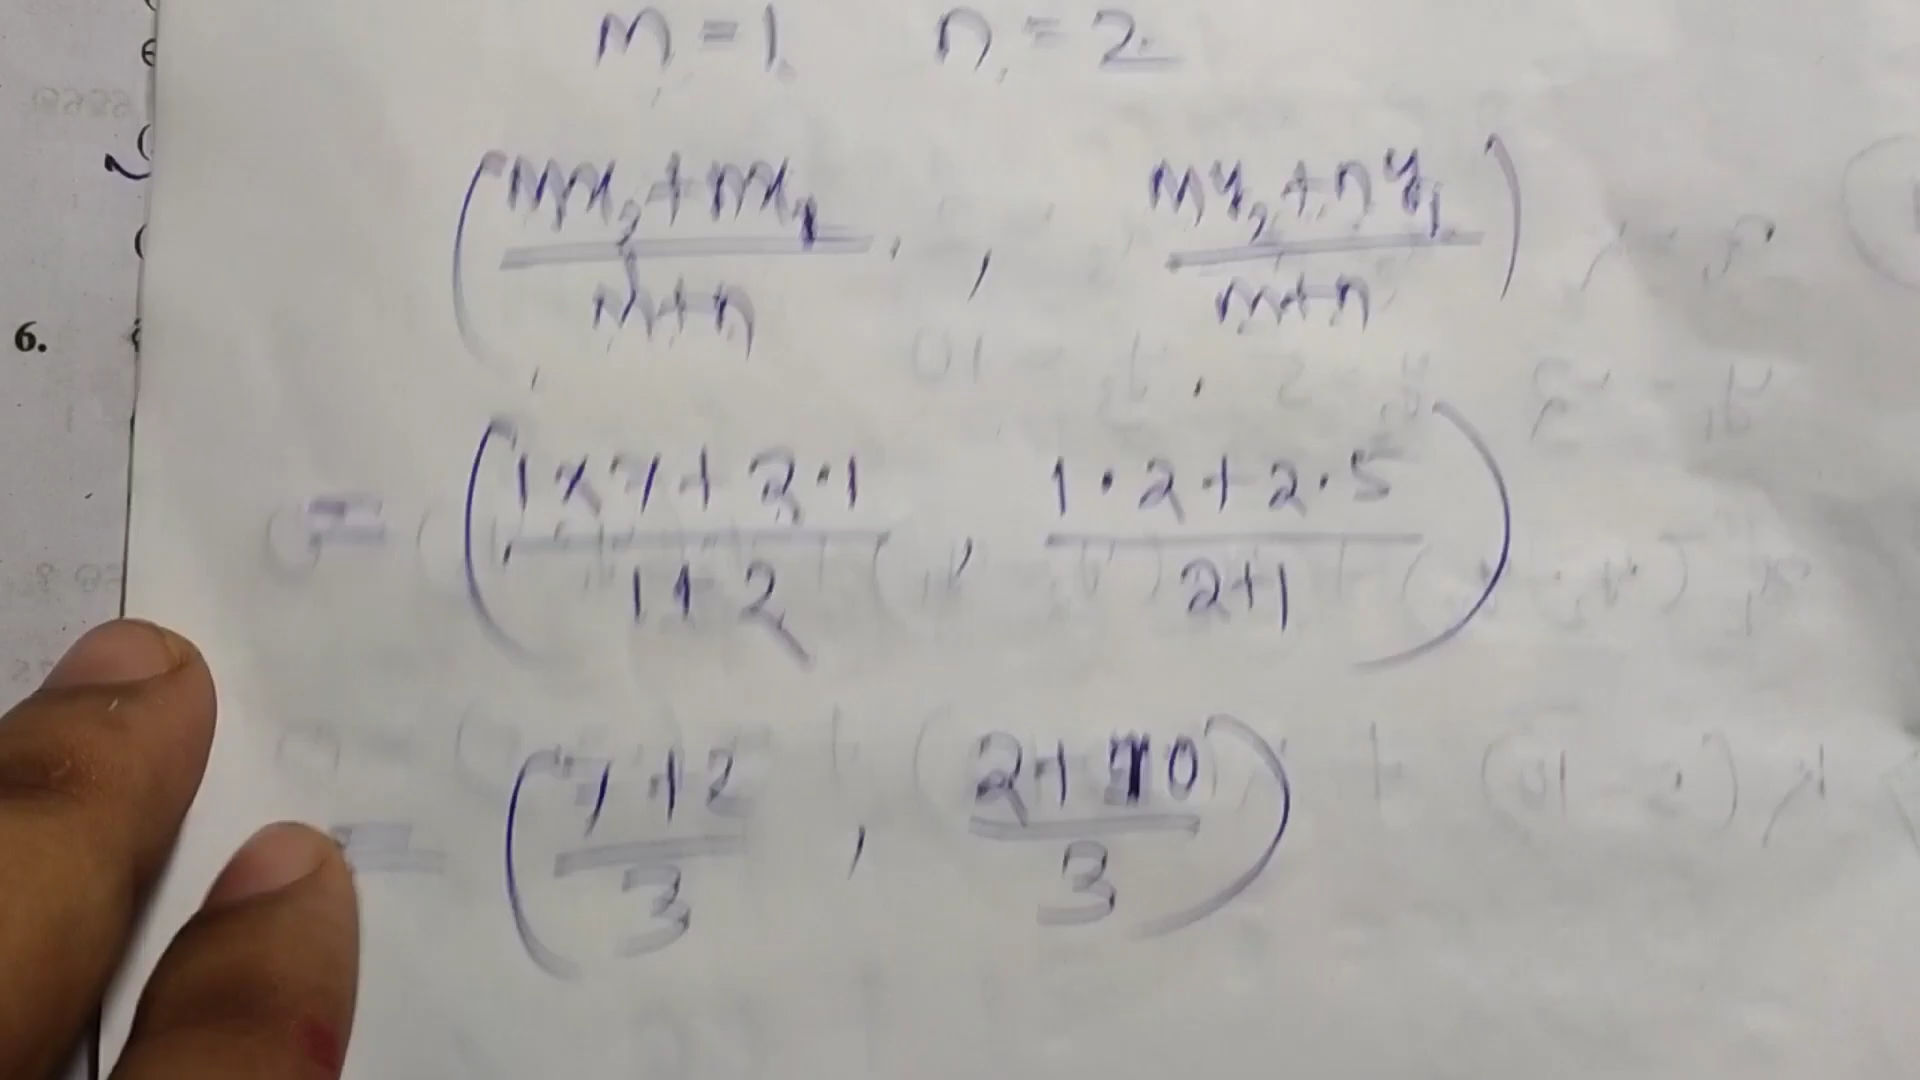 m = 1 n = 2
( mx₂ + nx₁ / m+n , my₂ + ny₁ / m+n )
6.
= ( 1 × 7 + 2 · 1 / 1 + 2 , 1 · 2 + 2 · 5 / 2+1 )
= ( 7 + 2 / 3 , 2 + 10 / 3 )